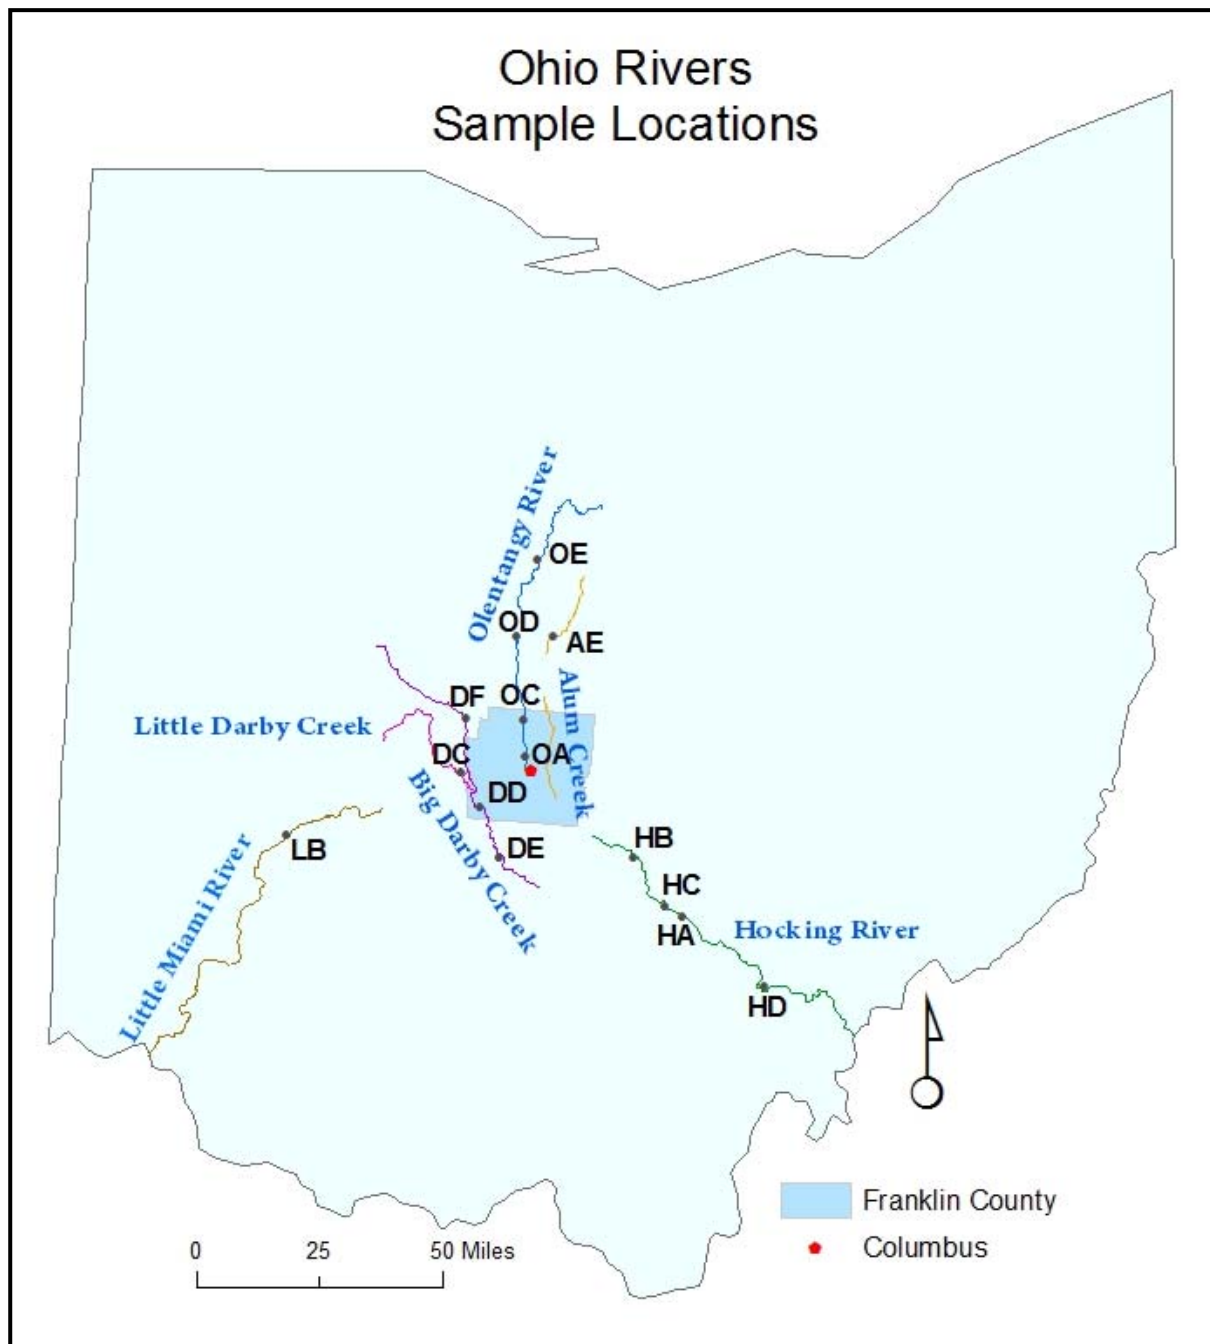 Ohio Rivers
Sample Locations
Olentangy River
OE
OD
AE
Alum Creek
DF
OC
Little Darby Creek
DC
OA
Big Darby Creek
DD
LB
DE
HB
Little Miami River
HC
HA
Hocking River
HD
Franklin County
Columbus
0 25 50 Miles